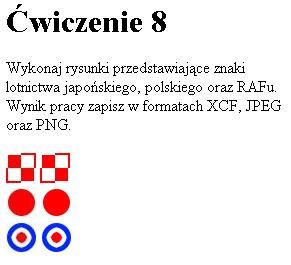 Ćwiczenie 8
Wykonaj rysunki przedstawiające znaki
lotnictwa japońskiego, polskiego oraz RAFu.
Wynik pracy zapisz w formatach XCF, JPEG
oraz PNG.